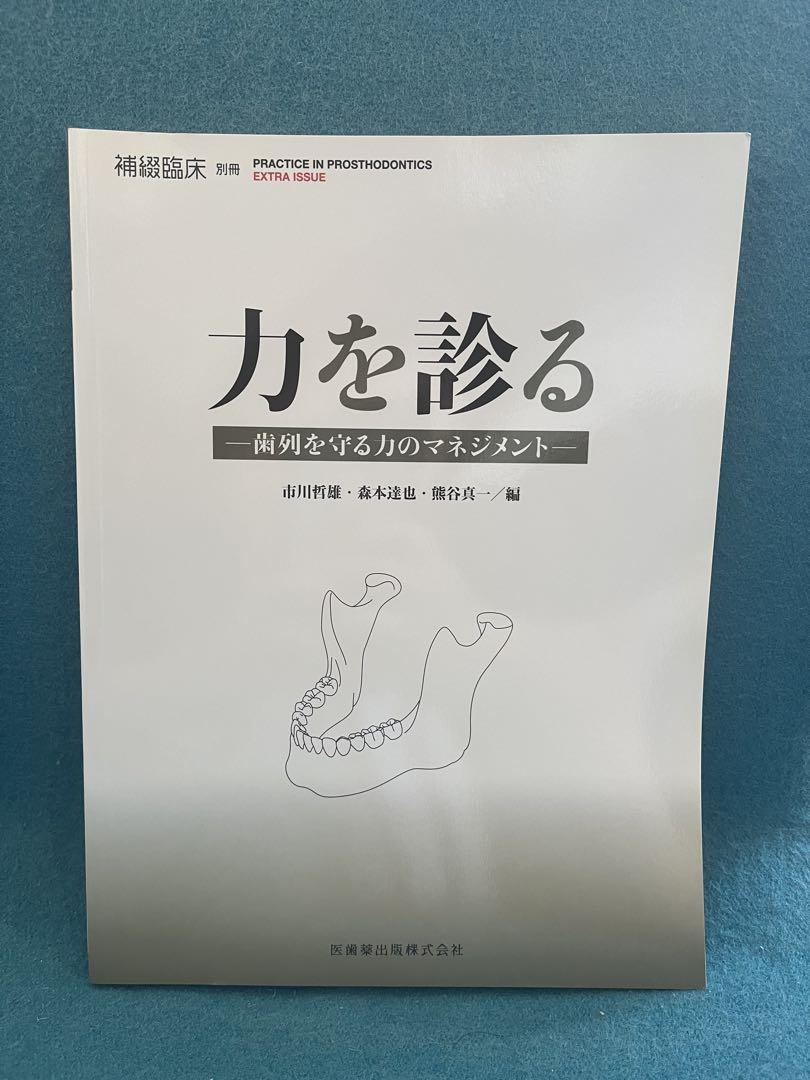 補綴臨床 別冊 PRACTICE IN PROSTHODONTICS
EXTRA ISSUE
力を診る
―歯列を守る力のマネジメント―
市川哲雄・森本達也・熊谷真一／編
医歯薬出版株式会社